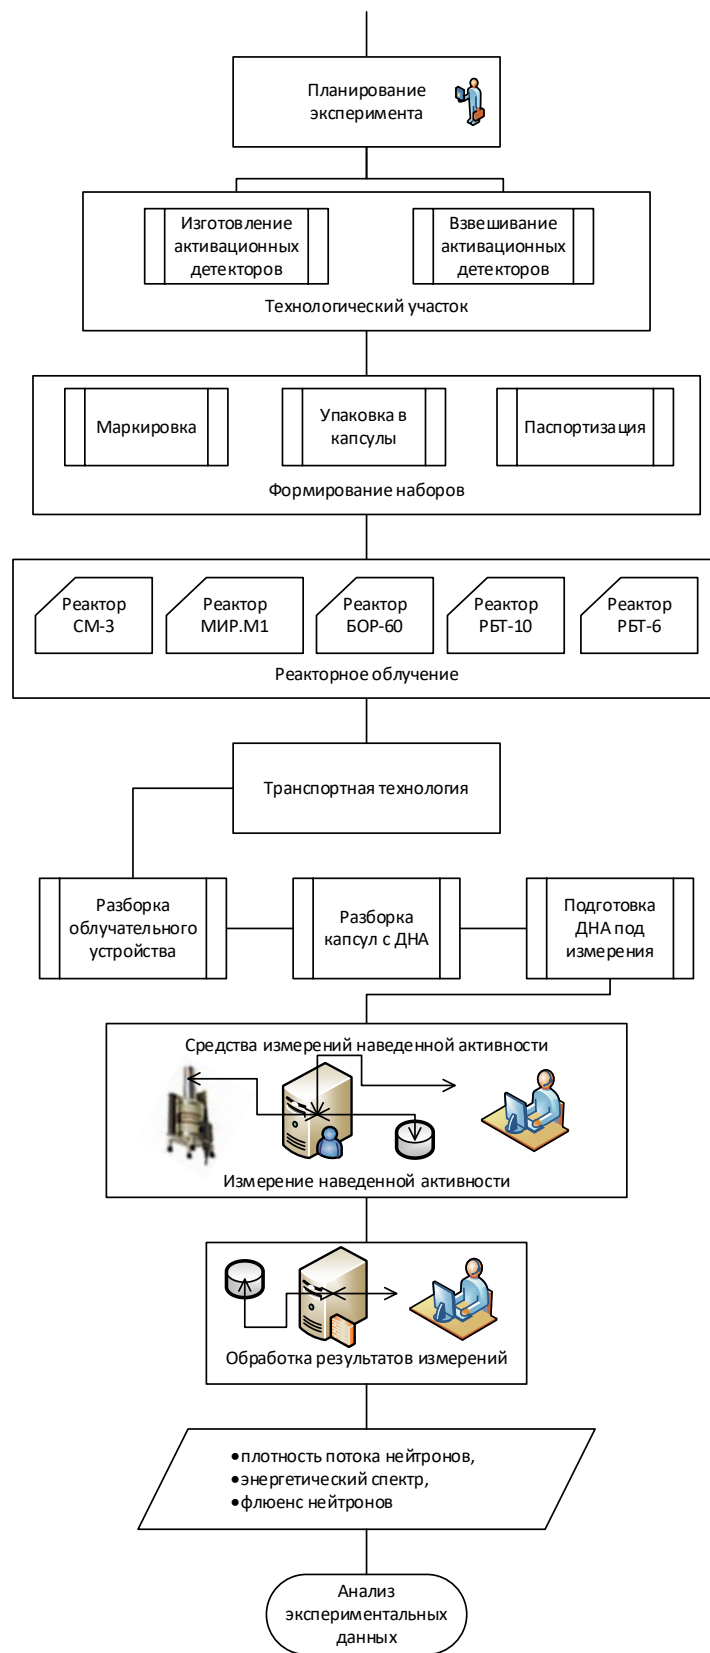 Планирование
эксперимента
Изготовление
активационных
детекторов
Взвешивание
активационных
детекторов
Технологический участок
Маркировка
Упаковка в
капсулы
Паспортизация
Формирование наборов
Реактор
СМ-3
Реактор
МИР.М1
Реактор
БОР-60
Реактор
РБТ-10
Реактор
РБТ-6
Реакторное облучение
Транспортная технология
Разборка
облучательного
устройства
Разборка
капсул с ДНА
Подготовка
ДНА под
измерения
Средства измерений наведенной активности
Измерение наведенной активности
Обработка результатов измерений
•плотность потока нейтронов,
•энергетический спектр,
•флюенс нейтронов
Анализ
экспериментальных
данных